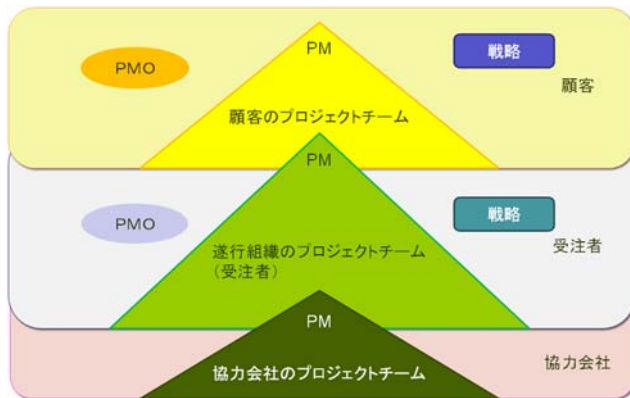 PM
PMO
戦略
顧客
顧客のプロジェクトチーム
PM
PMO
戦略
受注者
遂行組織のプロジェクトチーム
(受注者)
PM
協力会社
協力会社のプロジェクトチーム